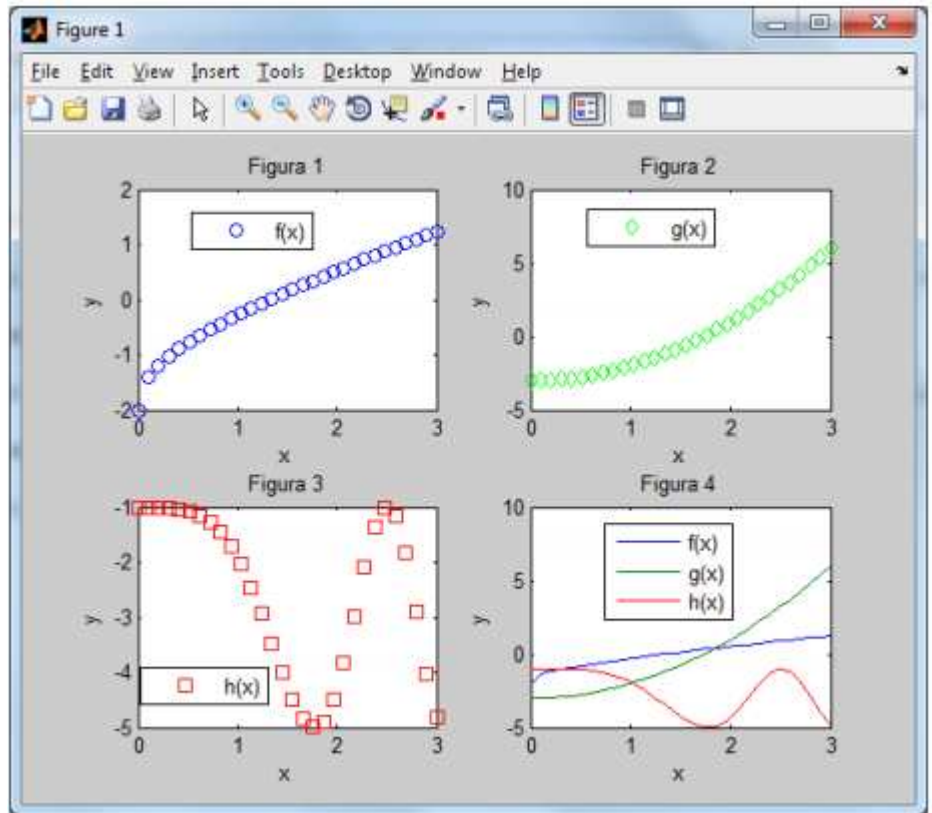 Figure 1
File Edit View Insert Tools Desktop Window Help
Figura 1
2
1
0
-1
-2
y
f(x)
0 1 2 3
x
Figura 2
10
5
0
-5
y
g(x)
0 1 2 3
x
Figura 3
-1
-2
-3
-4
-5
y
h(x)
0 1 2 3
x
Figura 4
10
5
0
-5
y
f(x)
g(x)
h(x)
0 1 2 3
x